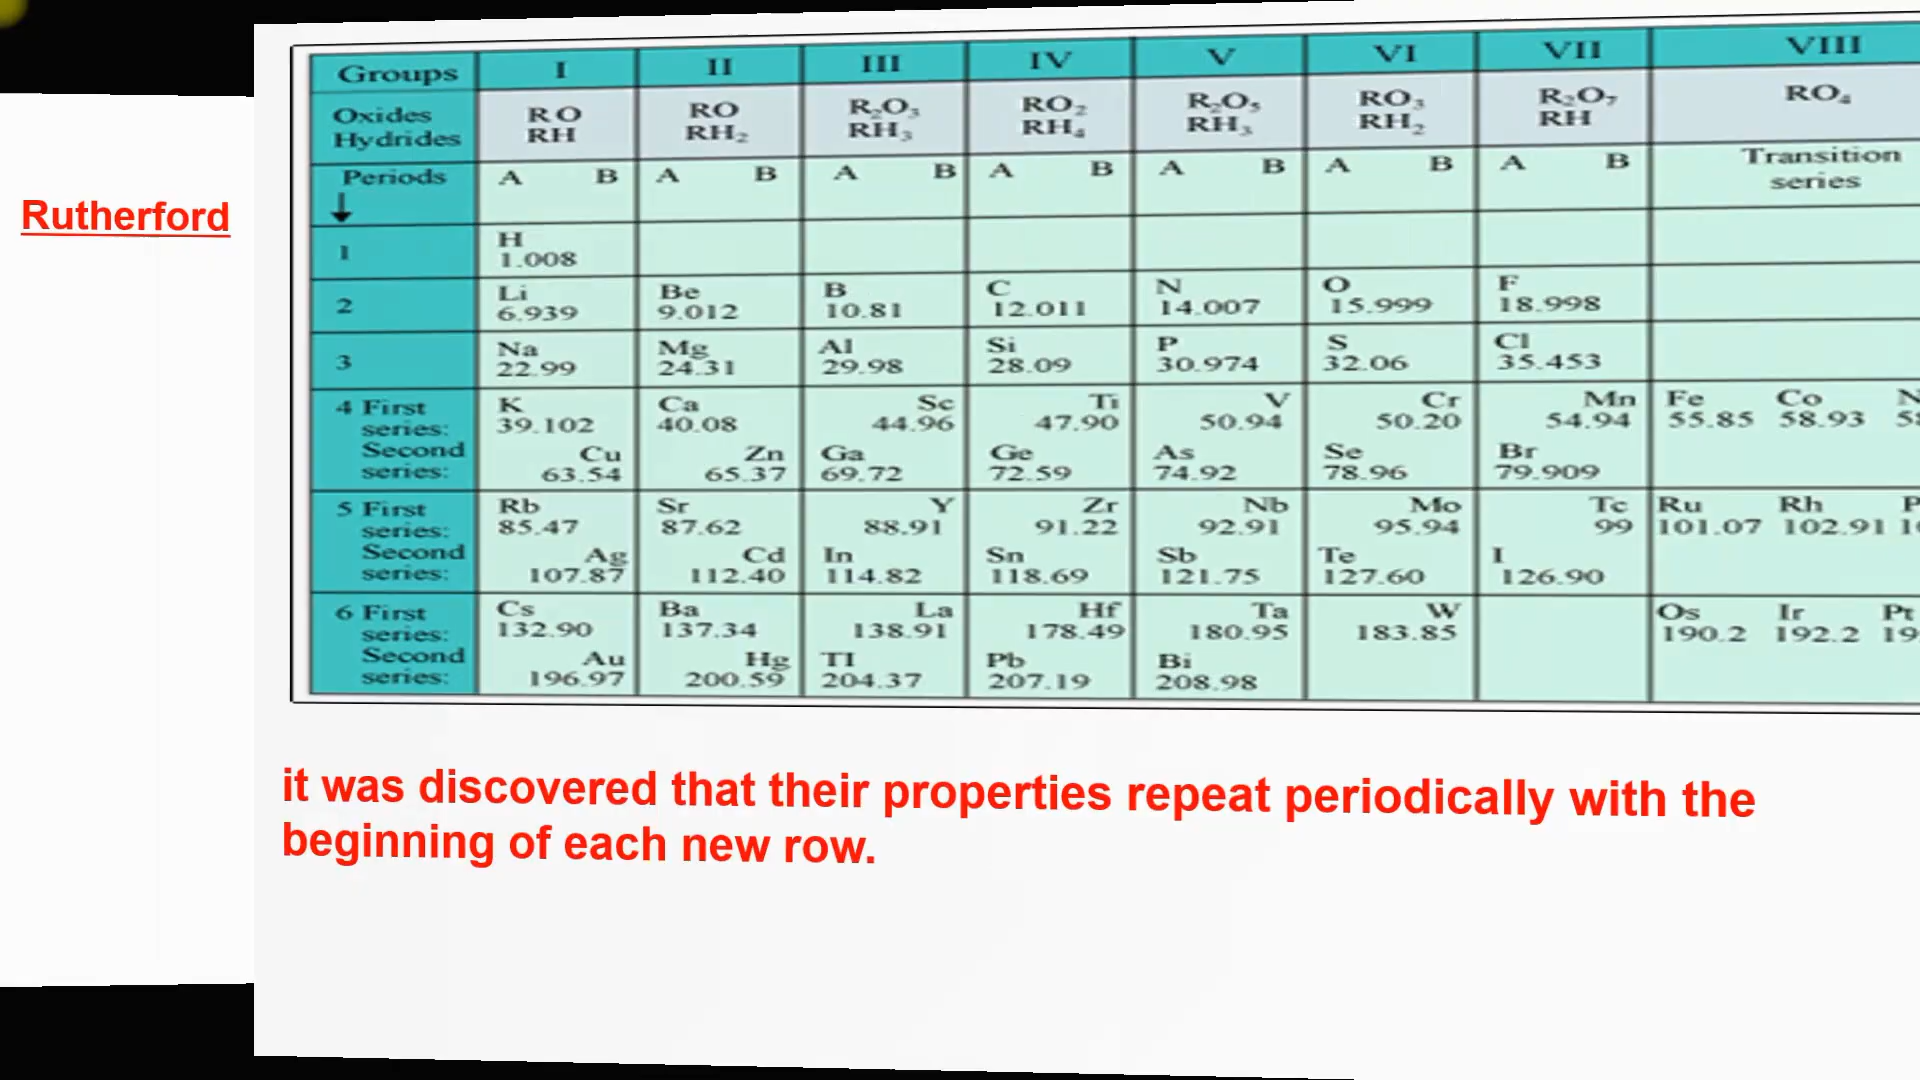 Rutherford
Groups I II III IV V VI VII VIII
Oxides RO RO R₂O₃ RO₂ R₂O₅ RO₃ R₂O₇ RO₄
Hydrides RH RH₂ RH₃ RH₄ RH₃ RH₂ RH
Periods A B A B A B A B A B A B A B Transition
↓ series
1 H
1.008
2 Li Be B C N O F
6.939 9.012 10.81 12.011 14.007 15.999 18.998
3 Na Mg Al Si P S Cl
22.99 24.31 29.98 28.09 30.974 32.06 35.453
4 First K Ca Sc Ti V Cr Mn Fe Co
series: 39.102 40.08 44.96 47.90 50.94 50.20 54.94 55.85 58.93
Second Cu Zn Ga Ge As Se Br
series: 63.54 65.37 69.72 72.59 74.92 78.96 79.909
5 First Rb Sr Y Zr Nb Mo Tc Ru Rh
series: 85.47 87.62 88.91 91.22 92.91 95.94 99 101.07 102.91
Second Ag Cd In Sn Sb Te I
series: 107.87 112.40 114.82 118.69 121.75 127.60 126.90
6 First Cs Ba La Hf Ta W Os Ir Pt
series: 132.90 137.34 138.91 178.49 180.95 183.85 190.2 192.2
Second Au Hg TI Pb Bi
series: 196.97 200.59 204.37 207.19 208.98
it was discovered that their properties repeat periodically with the
beginning of each new row.